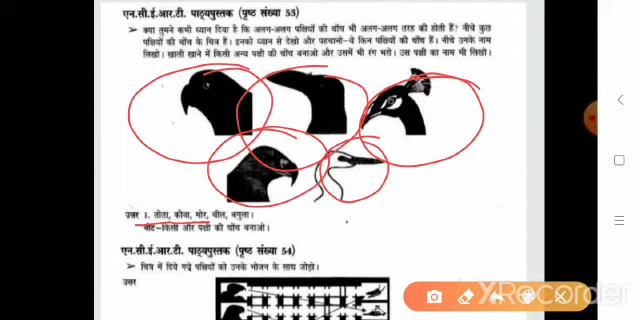 एन.सी.ई.आर.टी. पाठ्यपुस्तक (पृष्ठ संख्या 53)
➤ क्या तुमने कभी ध्यान दिया है कि अलग-अलग पक्षियों की चोंच भी अलग-अलग तरह की होती हैं? नीचे कुछ
पक्षियों की चोंच के चित्र हैं। इनको ध्यान से देखो और पहचानो-ये किन पक्षियों की चोंच हैं। नीचे उनके नाम
लिखो। खाली खाने में किसी अन्य पक्षी की चोंच बनाओ और उसमें भी रंग भरो। उस पक्षी का नाम भी लिखो।
उत्तर 1. तोता, कौवा, मोर, चील, बगुला।
नोट-किसी और पक्षी की चोंच बनाओ।
एन.सी.ई.आर.टी. पाठ्यपुस्तक (पृष्ठ संख्या 54)
➤ चित्र में दिये गए पक्षियों को उनके भोजन के साथ जोड़ो।
उत्तर
XRecorder